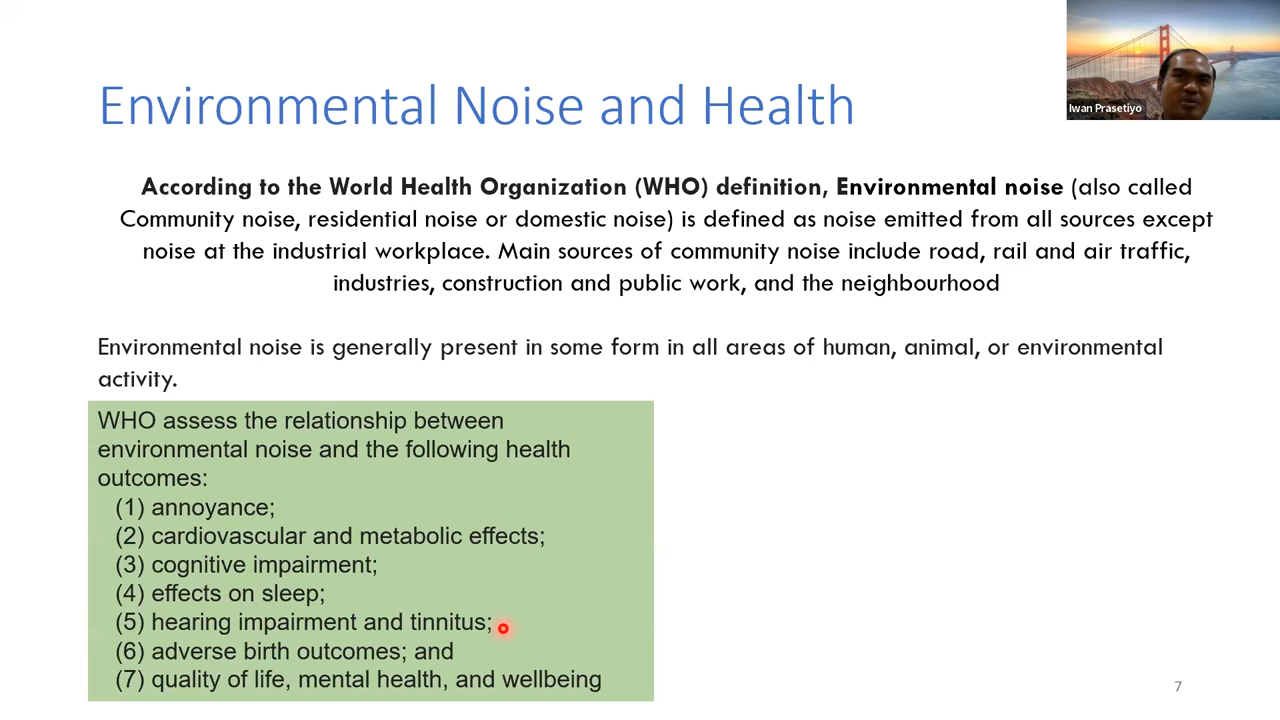 Environmental Noise and Health
Iwan Prasetiyo
According to the World Health Organization (WHO) definition, Environmental noise (also called
Community noise, residential noise or domestic noise) is defined as noise emitted from all sources except
noise at the industrial workplace. Main sources of community noise include road, rail and air traffic,
industries, construction and public work, and the neighbourhood
Environmental noise is generally present in some form in all areas of human, animal, or environmental
activity.
WHO assess the relationship between
environmental noise and the following health
outcomes:
(1) annoyance;
(2) cardiovascular and metabolic effects;
(3) cognitive impairment;
(4) effects on sleep;
(5) hearing impairment and tinnitus;
(6) adverse birth outcomes; and
(7) quality of life, mental health, and wellbeing
7